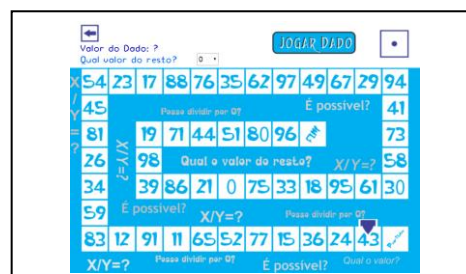 Valor do Dado: ?
JOGAR DADO
Qual valor do resto? 0
54 23 17 88 76 35 62 97 49 67 29 94
X/Y=?
45 Posso dividir por 0? É possível? 41
81 19 71 44 51 80 96 FIM 73
X/Y=?
26 98 Qual o valor do resto? X/Y=? 58
34 39 86 21 0 75 33 18 95 61 30
59 É possível? X/Y=? Posso dividir por 0?
83 12 91 11 65 52 77 15 36 24 43
X/Y=? Posso dividir por 0? É possível? Qual o valor?